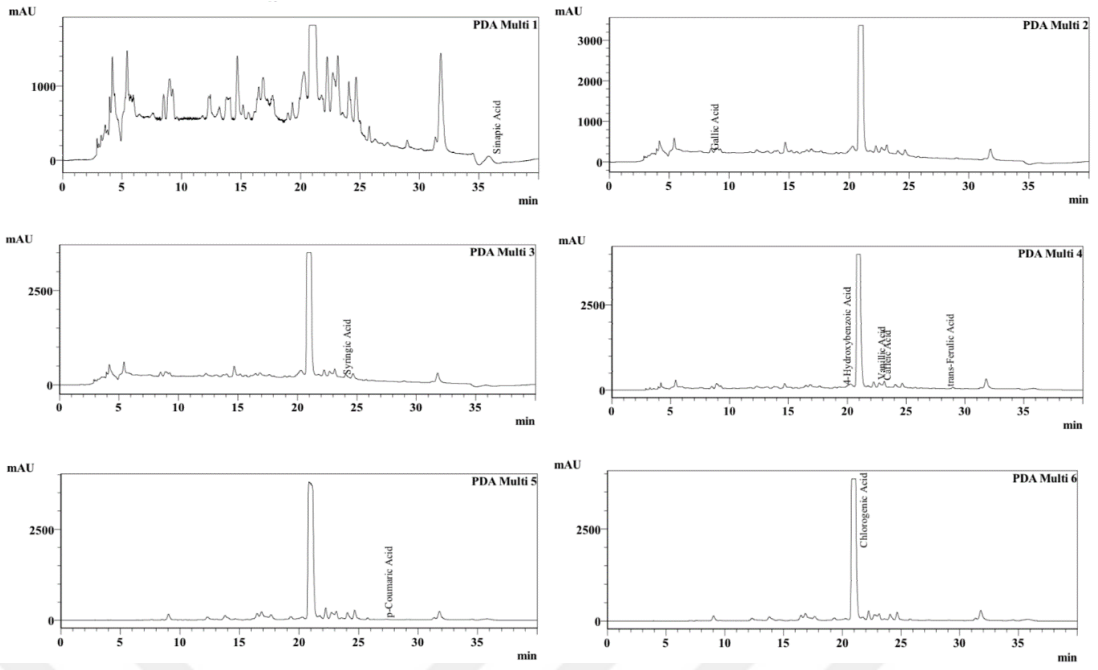 mAU
PDA Multi 1
1000
0
Sinapic Acid
0 5 10 15 20 25 30 35
min
mAU
PDA Multi 2
3000
2000
1000
0
Gallic Acid
0 5 10 15 20 25 30 35
min
mAU
PDA Multi 3
2500
0
Syringic Acid
0 5 10 15 20 25 30 35
min
mAU
PDA Multi 4
2500
0
4-Hydroxybenzoic Acid
Vanillic Acid
Caffeic Acid
trans-Ferulic Acid
0 5 10 15 20 25 30 35
min
mAU
PDA Multi 5
2500
0
p-Coumaric Acid
0 5 10 15 20 25 30 35
min
mAU
PDA Multi 6
2500
0
Chlorogenic Acid
0 5 10 15 20 25 30 35
min